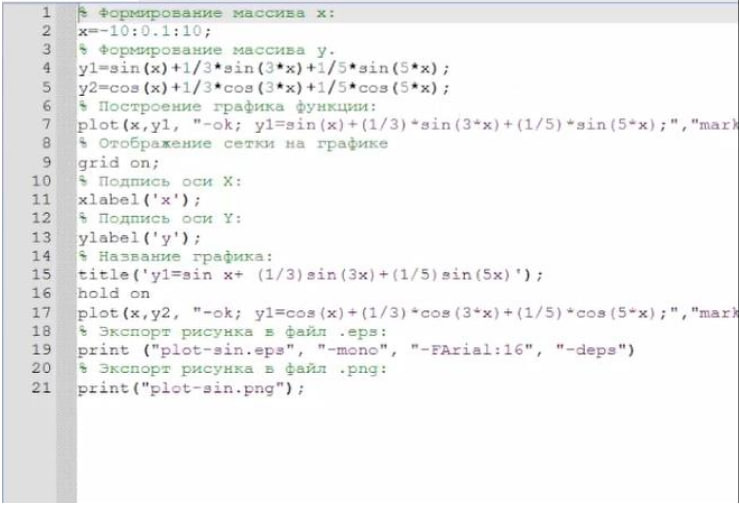 1 % Формирование массива x:
2 x=-10:0.1:10;
3 % Формирование массива y.
4 y1=sin(x)+1/3*sin(3*x)+1/5*sin(5*x);
5 y2=cos(x)+1/3*cos(3*x)+1/5*cos(5*x);
6 % Построение графика функции:
7 plot(x,y1, "-ok; y1=sin(x)+(1/3)*sin(3*x)+(1/5)*sin(5*x);","mark
8 % Отображение сетки на графике
9 grid on;
10 % Подпись оси X:
11 xlabel('x');
12 % Подпись оси Y:
13 ylabel('y');
14 % Название графика:
15 title('y1=sin x+ (1/3)sin(3x)+(1/5)sin(5x)');
16 hold on
17 plot(x,y2, "-ok; y1=cos(x)+(1/3)*cos(3*x)+(1/5)*cos(5*x);","mark
18 % Экспорт рисунка в файл .eps:
19 print ("plot-sin.eps", "-mono", "-FArial:16", "-deps")
20 % Экспорт рисунка в файл .png:
21 print("plot-sin.png");